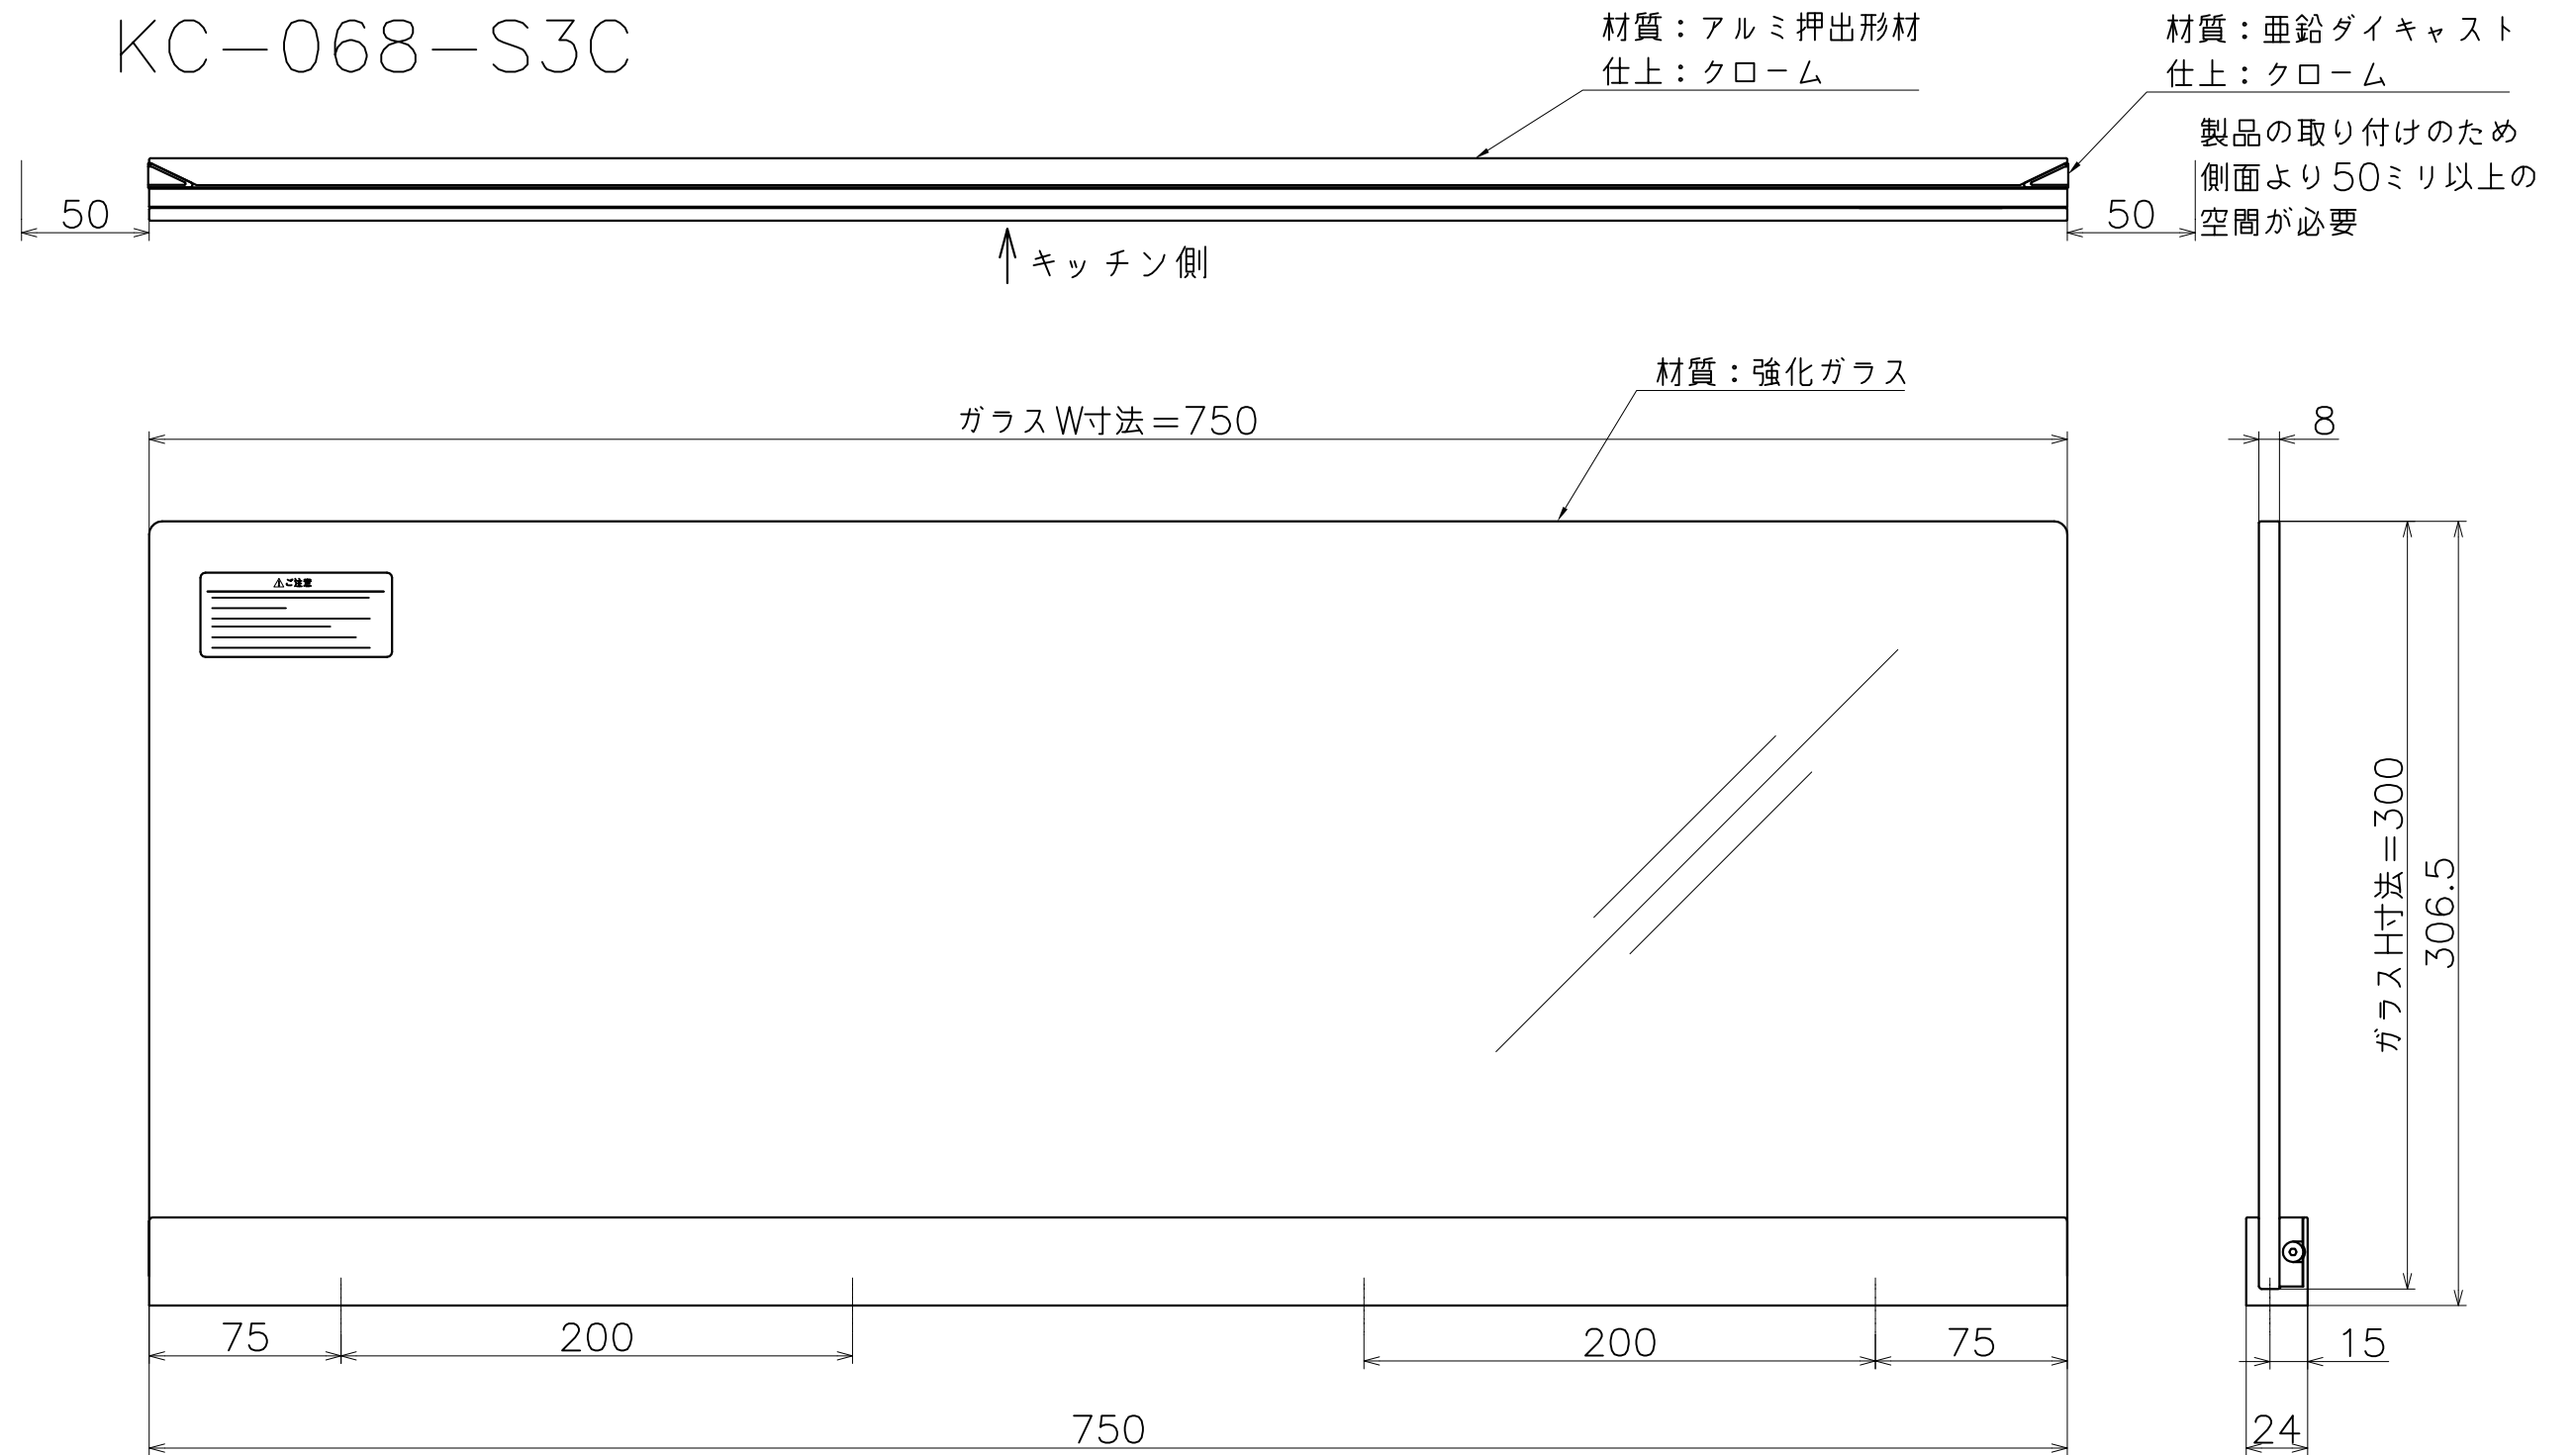 KC-068-S3C
材質：アルミ押出形材
仕上：クローム
材質：亜鉛ダイキャスト
仕上：クローム
製品の取り付けのため
側面より50ミリ以上の
空間が必要
50
50
キッチン側
材質：強化ガラス
ガラスW寸法=750
8
⚠ご注意
ガラスH寸法=300
306.5
75
200
200
75
15
750
24